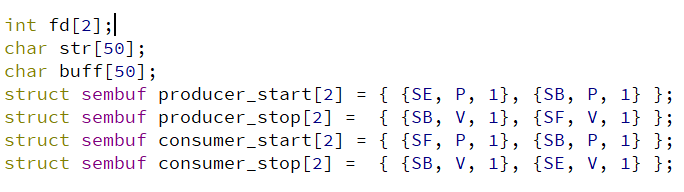 int fd[2];
char str[50];
char buff[50];
struct sembuf producer_start[2] = { {SE, P, 1}, {SB, P, 1} };
struct sembuf producer_stop[2] =  { {SB, V, 1}, {SF, V, 1} };
struct sembuf consumer_start[2] = { {SF, P, 1}, {SB, P, 1} };
struct sembuf consumer_stop[2] =  { {SB, V, 1}, {SE, V, 1} };